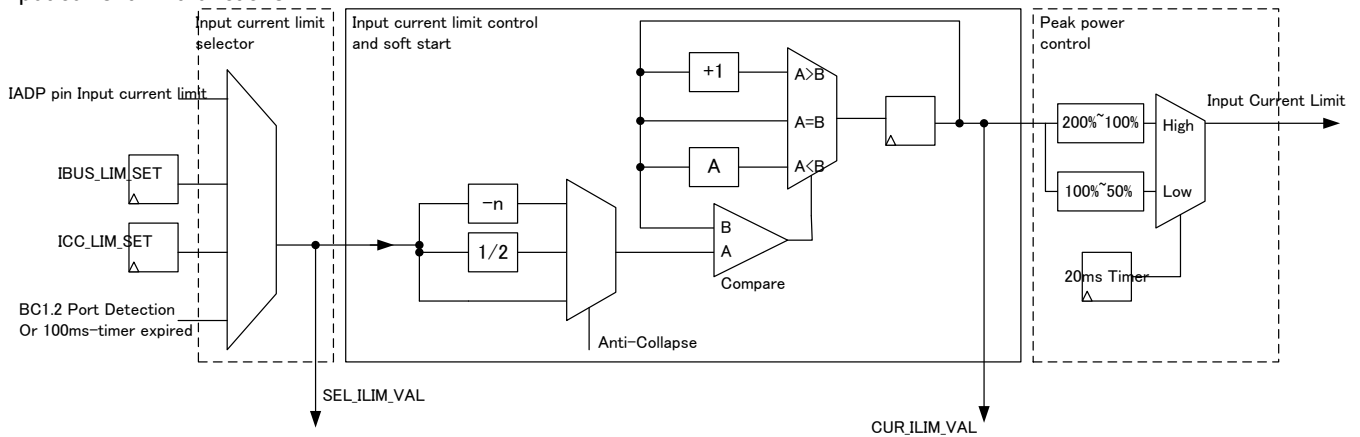 Input current limit
selector
Input current limit control
and soft start
Peak power
control
IADP pin Input current limit
IBUS_LIM_SET
ICC_LIM_SET
BC1.2 Port Detection
Or 100ms-timer expired
SEL_ILIM_VAL
-n
1/2
Anti-Collapse
+1
A
A>B
A=B
A<B
B
A
Compare
CUR_ILIM_VAL
200%~100%
100%~50%
High
Low
20ms Timer
Input Current Limit